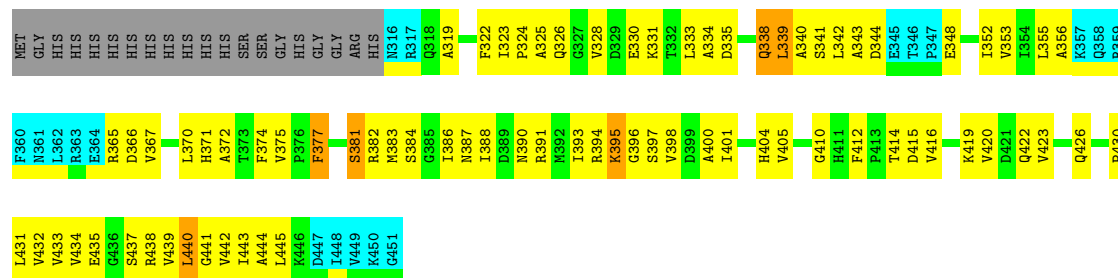 MET GLY HIS HIS HIS HIS HIS HIS HIS HIS HIS HIS SER SER GLY HIS GLY GLY ARG HIS N316 R317 Q318 A319 F322 I323 P324 A325 Q326 G327 V328 D329 E330 K331 T332 L333 A334 D335 Q338 L339 A340 S341 L342 A343 D344 E345 T346 P347 E348 I352 V353 I354 L355 A356 K357 Q358 R359
F360 N361 L362 R363 E364 R365 D366 V367 L370 H371 A372 T373 F374 V375 P376 F377 S381 R382 M383 S384 G385 I386 N387 I388 D389 N390 R391 M392 I393 R394 K395 G396 S397 V398 D399 A400 I401 H404 V405 G410 H411 F412 P413 T414 D415 V416 K419 V420 D421 Q422 V423 Q426 R430
L431 V432 V433 V434 E435 G436 S437 R438 V439 L440 G441 V442 I443 A444 L445 K446 D447 I448 V449 K450 G451